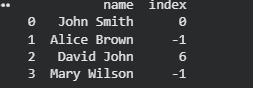 name index
0 John Smith 0
1 Alice Brown -1
2 David John 6
3 Mary Wilson -1